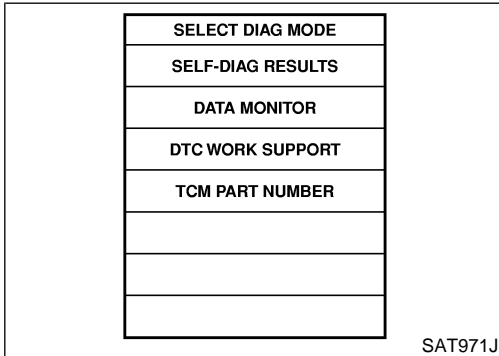 SELECT DIAG MODE
SELF-DIAG RESULTS
DATA MONITOR
DTC WORK SUPPORT
TCM PART NUMBER
SAT971J